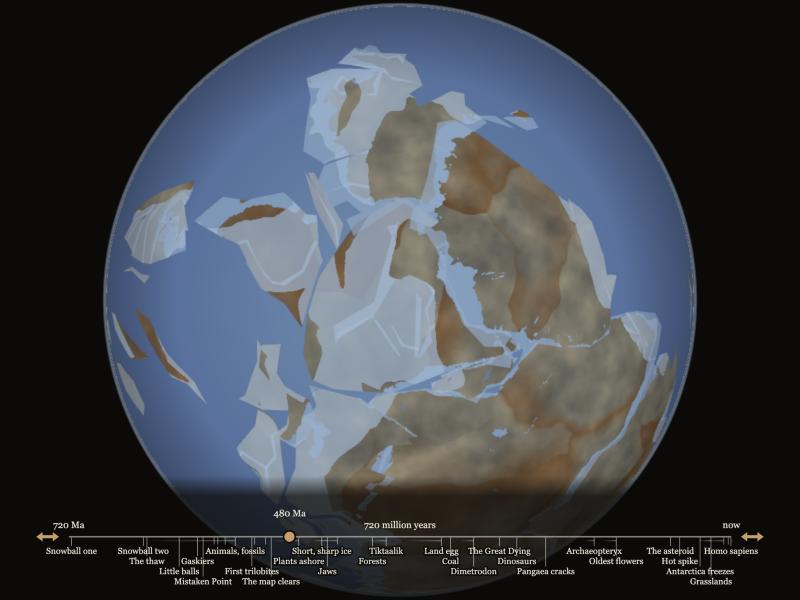 480 Ma
720 Ma
720 million years
now
Snowball one
Snowball two
Animals, fossils
Short, sharp ice
Tiktaalik
Land egg
The Great Dying
Archaeopteryx
The asteroid
Homo sapiens
The thaw
Gaskiers
Plants ashore
Forests
Coal
Dinosaurs
Oldest flowers
Hot spike
Little balls
First trilobites
Jaws
Dimetrodon
Pangaea cracks
Antarctica freezes
Mistaken Point
The map clears
Grasslands